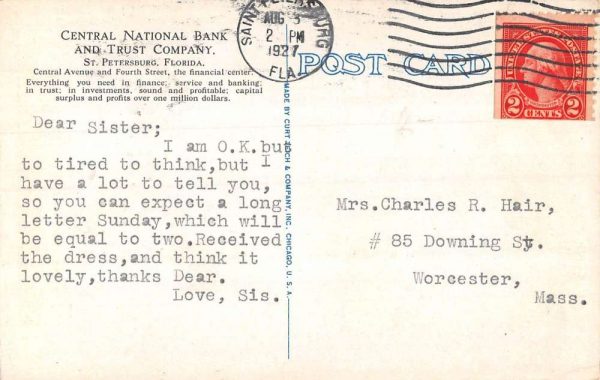 CENTRAL NATIONAL BANK
AND TRUST COMPANY.
ST. PETERSBURG, FLORIDA.
Central Avenue and Fourth Street, the financial center.
Everything you need in finance; service and banking;
in trust; in investments, sound and profitable; capital
surplus and profits over one million dollars.
SAINT PETERSBURG
AUG 3
2 PM
1927
FLA.
POST CARD
UNITED STATES POSTAGE
2 2
CENTS
MADE BY CURT TEICH & COMPANY, INC., CHICAGO, U. S. A.
Dear Sister;
I am O.K.but
to tired to think,but I
have a lot to tell you,
so you can expect a long
letter Sunday,which will
be equal to two.Received
the dress,and think it
lovely,thanks Dear.
Love, Sis.
Mrs.Charles R. Hair,
# 85 Downing St.
Worcester,
Mass.